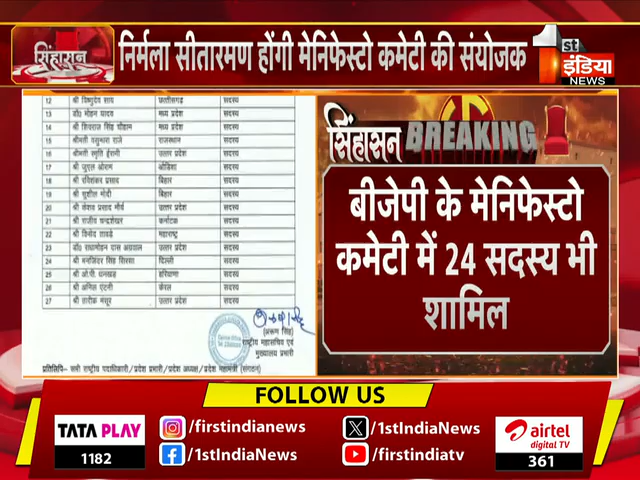 सिंहासन
निर्मला सीतारमण होंगी मेनिफेस्टो कमेटी की संयोजक
1st
इंडिया
NEWS
12 श्री विष्णुदेव साय छत्तीसगढ़ सदस्य
13 डॉ० मोहन यादव मध्य प्रदेश सदस्य
14 श्री शिवराज सिंह चौहान मध्य प्रदेश सदस्य
15 श्रीमती वसुन्धरा राजे राजस्थान सदस्य
16 श्रीमती स्मृति ईरानी उत्तर प्रदेश सदस्य
17 श्री जुएल ओराम ओडिशा सदस्य
18 श्री रविशंकर प्रसाद बिहार सदस्य
19 श्री सुशील मोदी बिहार सदस्य
20 श्री केशव प्रसाद मौर्य उत्तर प्रदेश सदस्य
21 श्री राजीव चन्द्रशेखर कर्नाटक सदस्य
22 श्री विनोद तावडे महाराष्ट्र सदस्य
23 डॉ० राधामोहन दास अग्रवाल उत्तर प्रदेश सदस्य
24 श्री मनजिंदर सिंह सिरसा दिल्ली सदस्य
25 श्री ओ.पी. धनखड़ हरियाणा सदस्य
26 श्री अनिल एंटनी केरल सदस्य
27 श्री तारीक मंसूर उत्तर प्रदेश सदस्य
(अरूण सिंह)
राष्ट्रीय महासचिव एवं
मुख्यालय प्रभारी
प्रतिलिपि:- सभी राष्ट्रीय पदाधिकारी/प्रदेश प्रभारी/प्रदेश अध्यक्ष/प्रदेश महामंत्री (संगठन)
सिंहासन BREAKING
बीजेपी के मेनिफेस्टो
कमेटी में 24 सदस्य भी
शामिल
FOLLOW US
TATA PLAY
1182
/firstindianews
/1stIndiaNews
/1stIndiaNews
/firstindiatv
airtel
digital TV
361